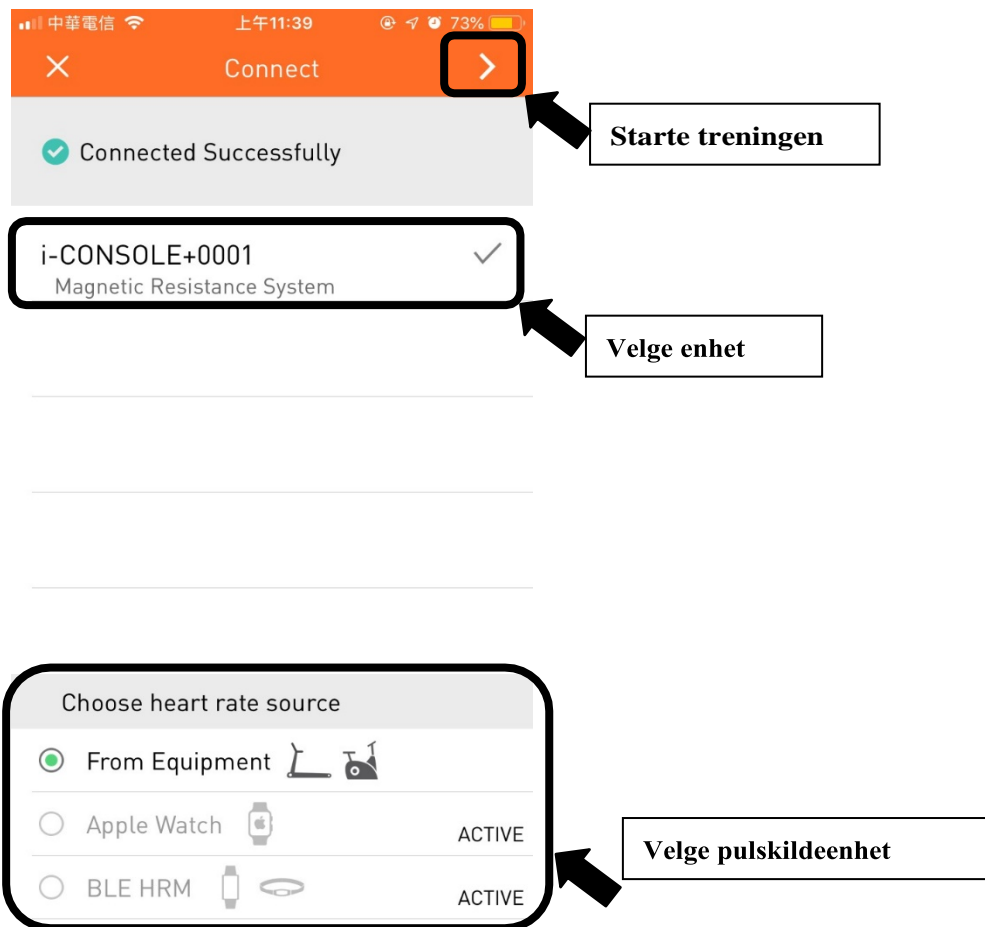 中華電信 上午11:39 73%
Connect
Starte treningen
Connected Successfully
i-CONSOLE+0001
Magnetic Resistance System
Velge enhet
Choose heart rate source
From Equipment
Apple Watch ACTIVE
Velge pulskildeenhet
BLE HRM ACTIVE